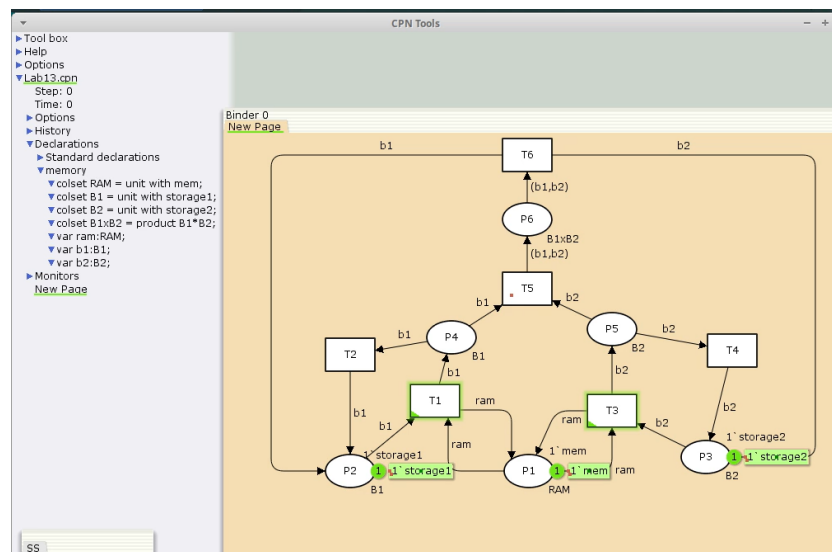 CPN Tools
Tool box
Help
Options
Lab13.cpn
Step: 0
Time: 0
Options
History
Declarations
Standard declarations
memory
colset RAM = unit with mem;
colset B1 = unit with storage1;
colset B2 = unit with storage2;
colset B1xB2 = product B1*B2;
var ram:RAM;
var b1:B1;
var b2:B2;
Monitors
New Page
SS
Binder 0
New Page
b1
T6
b2
(b1,b2)
P6
B1xB2
(b1,b2)
T5
b1
b2
b1
P4
B1
P5
B2
b2
T2
T4
b1
b2
T1
ram
ram
T3
b1
b1
ram
b2
b2
1`storage1
1`mem
ram
1`storage2
P2
1
1`storage1
B1
P1
1
1`mem
RAM
P3
1
1`storage2
B2